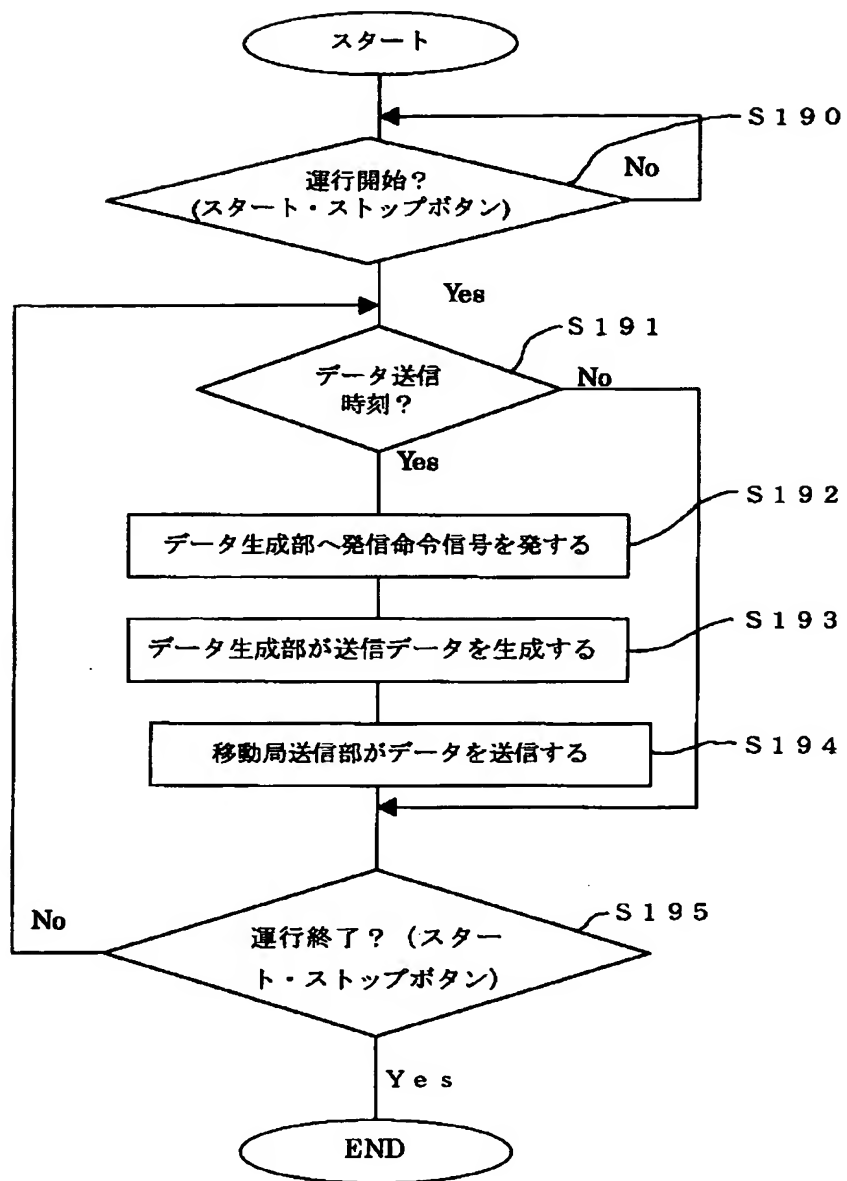 スタート
S190
運行開始?
(スタート・ストップボタン)
No
Yes
S191
データ送信
時刻?
No
Yes
S192
データ生成部へ発信命令信号を発する
S193
データ生成部が送信データを生成する
S194
移動局送信部がデータを送信する
S195
No
運行終了? (スター
ト・ストップボタン)
Yes
END